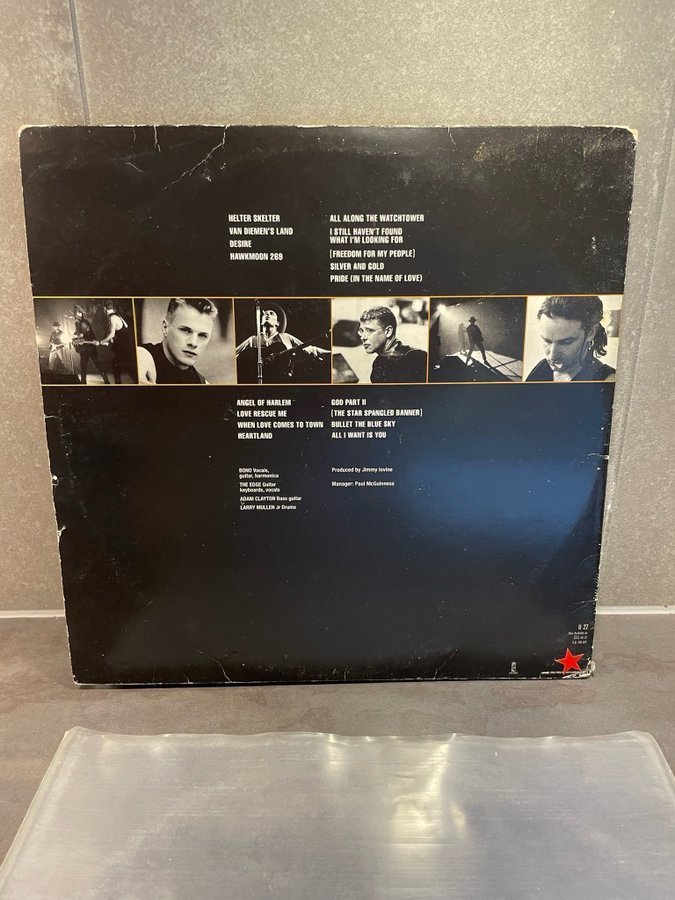 HELTER SKELTER
VAN DIEMEN'S LAND
DESIRE
HAWKMOON 269
ALL ALONG THE WATCHTOWER
I STILL HAVEN'T FOUND
WHAT I'M LOOKING FOR
(FREEDOM FOR MY PEOPLE)
SILVER AND GOLD
PRIDE (IN THE NAME OF LOVE)
ANGEL OF HARLEM
LOVE RESCUE ME
WHEN LOVE COMES TO TOWN
HEARTLAND
GOD PART II
(THE STAR SPANGLED BANNER)
BULLET THE BLUE SKY
ALL I WANT IS YOU
BONO Vocals,
guitar, harmonica
THE EDGE Guitar
keyboards, vocals
ADAM CLAYTON Bass guitar
LARRY MULLEN Jr Drums
Produced by Jimmy Iovine
Manager: Paul McGuinness
U 27